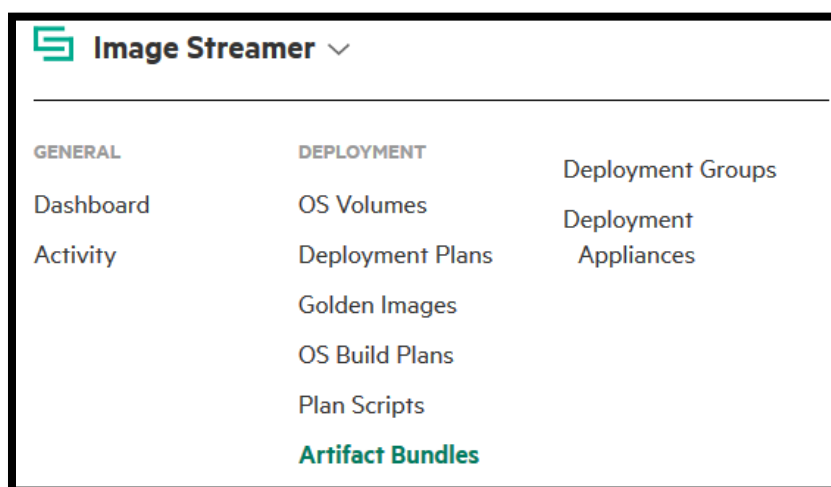 Image Streamer
GENERAL
Dashboard
Activity
DEPLOYMENT
OS Volumes
Deployment Plans
Golden Images
OS Build Plans
Plan Scripts
Artifact Bundles
Deployment Groups
Deployment
Appliances